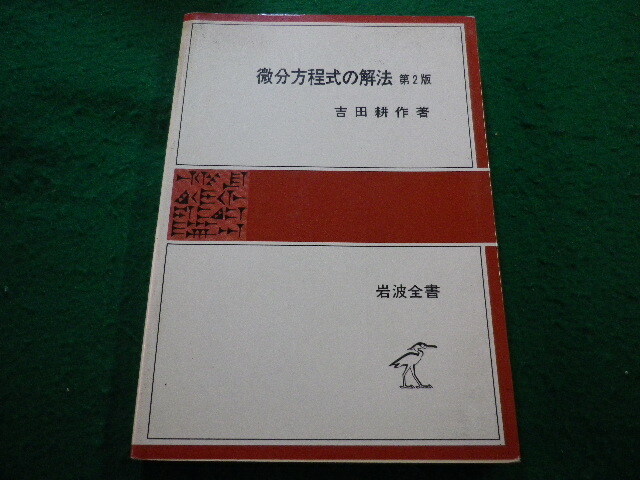 微分方程式の解法 第2版
吉田耕作著
岩波全書